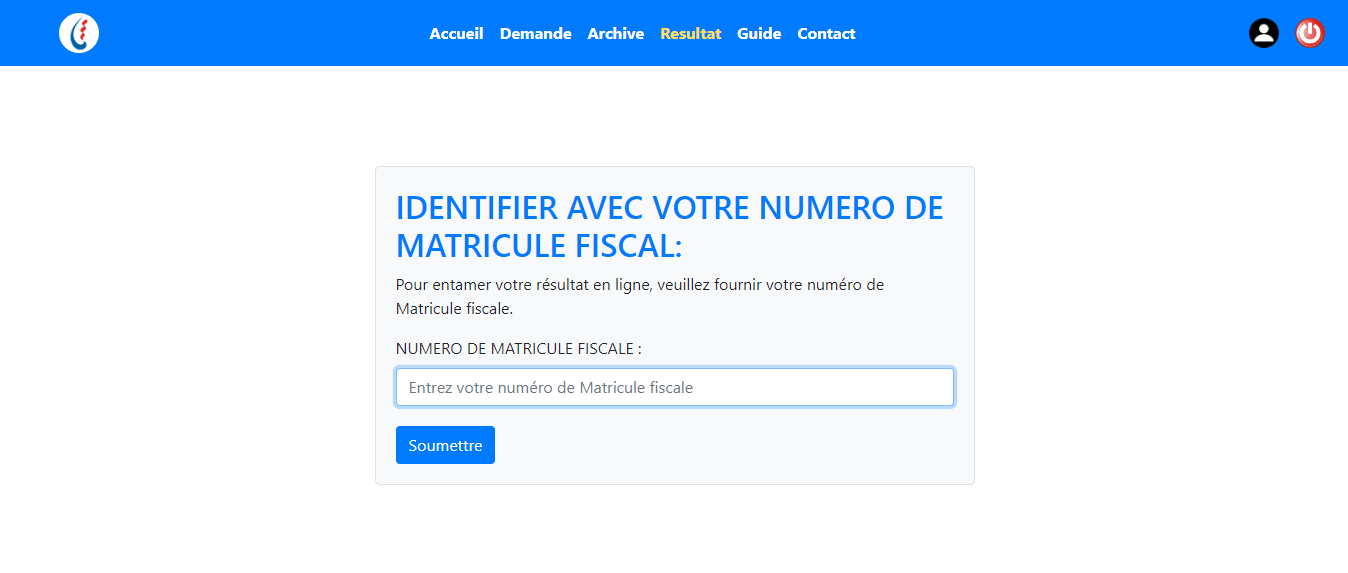 Accueil Demande Archive Resultat Guide Contact
IDENTIFIER AVEC VOTRE NUMERO DE
MATRICULE FISCAL:
Pour entamer votre résultat en ligne, veuillez fournir votre numéro de
Matricule fiscale.
NUMERO DE MATRICULE FISCALE :
Entrez votre numéro de Matricule fiscale
Soumettre